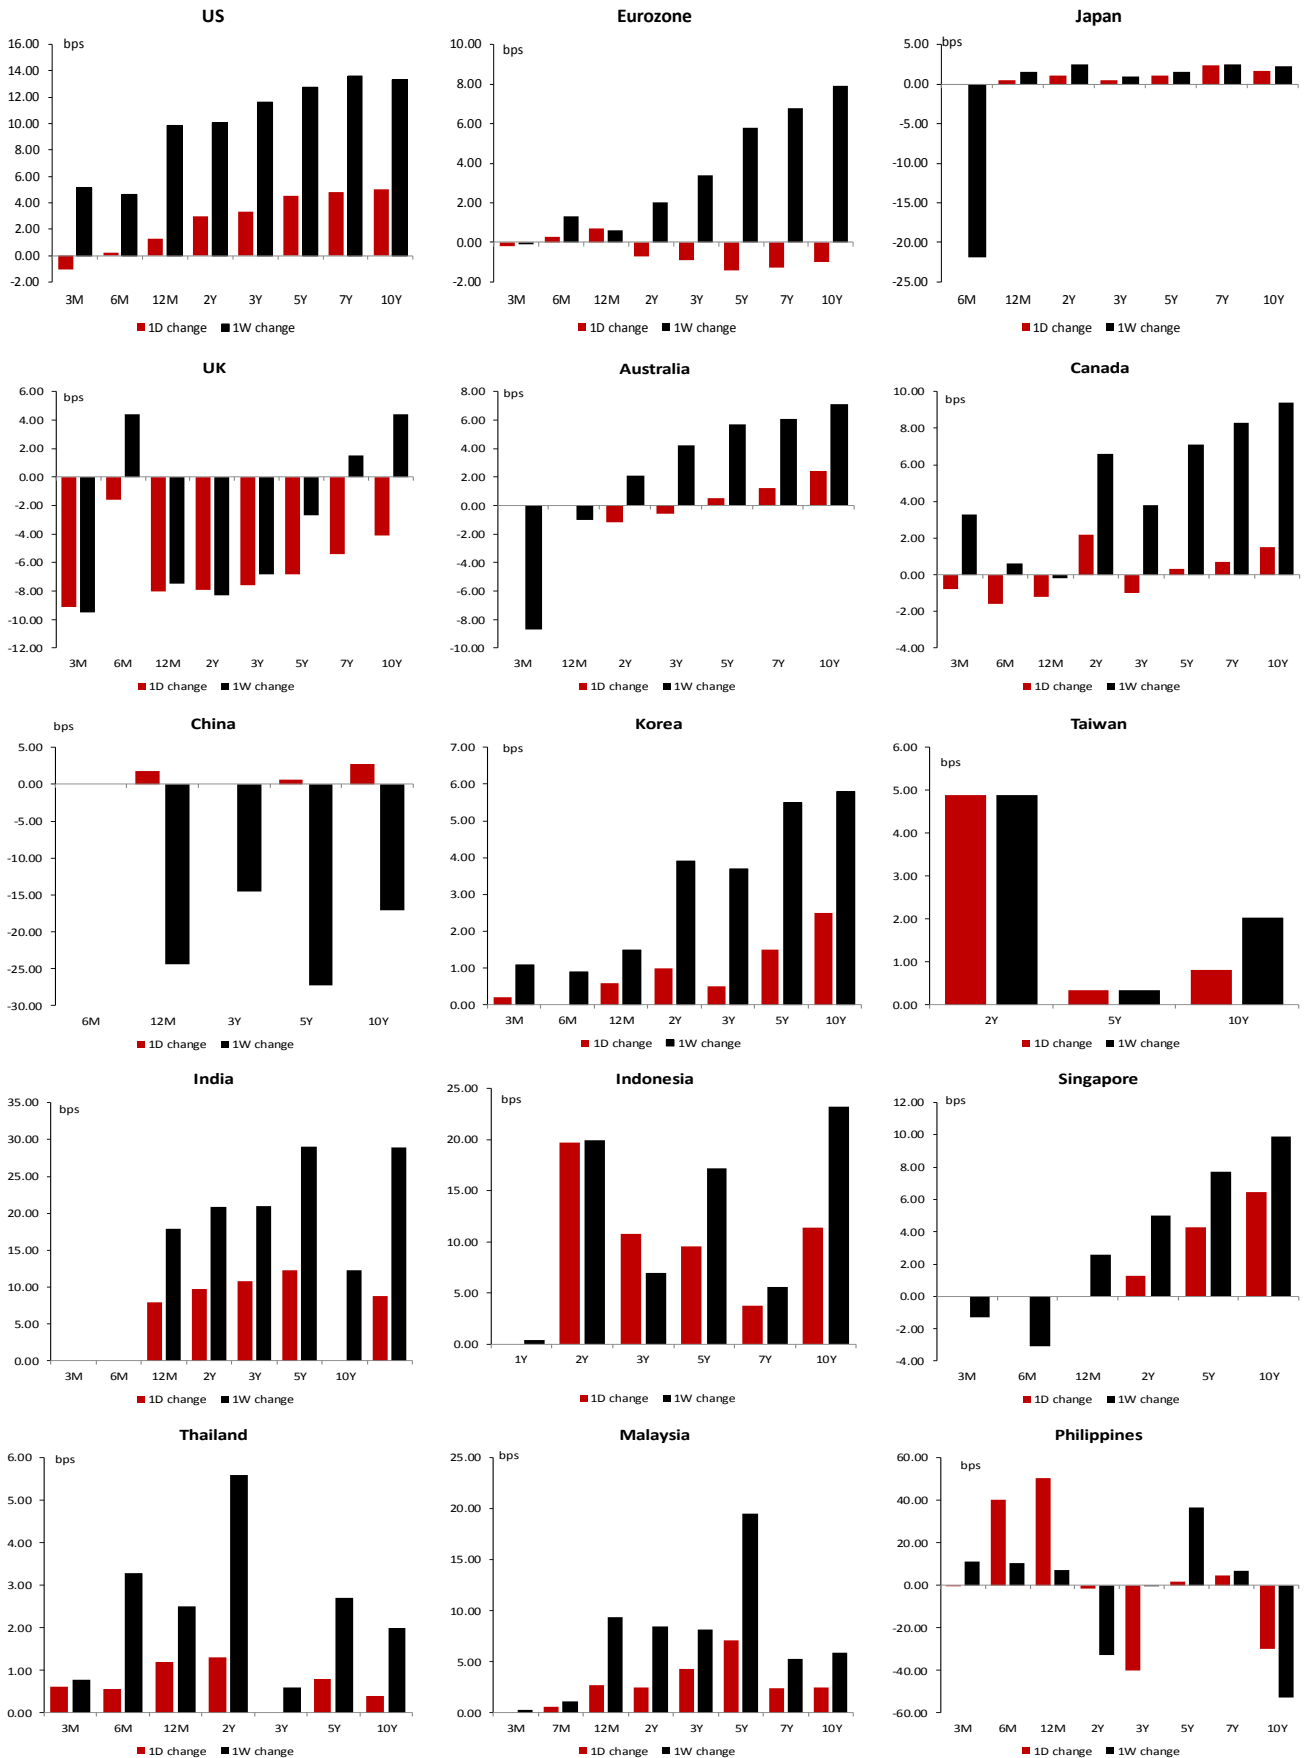 US
bps
16.00
14.00
12.00
10.00
8.00
6.00
4.00
2.00
0.00
-2.00
3M 6M 12M 2Y 3Y 5Y 7Y 10Y
1D change 1W change
Eurozone
bps
10.00
8.00
6.00
4.00
2.00
0.00
-2.00
3M 6M 12M 2Y 3Y 5Y 7Y 10Y
1D change 1W change
Japan
bps
5.00
0.00
-5.00
-10.00
-15.00
-20.00
-25.00
6M 12M 2Y 3Y 5Y 7Y 10Y
1D change 1W change
UK
bps
6.00
4.00
2.00
0.00
-2.00
-4.00
-6.00
-8.00
-10.00
-12.00
3M 6M 12M 2Y 3Y 5Y 7Y 10Y
1D change 1W change
Australia
bps
8.00
6.00
4.00
2.00
0.00
-2.00
-4.00
-6.00
-8.00
-10.00
3M 12M 2Y 3Y 5Y 7Y 10Y
1D change 1W change
Canada
bps
10.00
8.00
6.00
4.00
2.00
0.00
-2.00
-4.00
3M 6M 12M 2Y 3Y 5Y 7Y 10Y
1D change 1W change
China
bps
5.00
0.00
-5.00
-10.00
-15.00
-20.00
-25.00
-30.00
6M 12M 3Y 5Y 10Y
1D change 1W change
Korea
bps
7.00
6.00
5.00
4.00
3.00
2.00
1.00
0.00
3M 6M 12M 2Y 3Y 5Y 10Y
1D change 1W change
Taiwan
bps
6.00
5.00
4.00
3.00
2.00
1.00
0.00
2Y 5Y 10Y
1D change 1W change
India
bps
35.00
30.00
25.00
20.00
15.00
10.00
5.00
0.00
3M 6M 12M 2Y 3Y 5Y 10Y
1D change 1W change
Indonesia
bps
25.00
20.00
15.00
10.00
5.00
0.00
1Y 2Y 3Y 5Y 7Y 10Y
1D change 1W change
Singapore
bps
12.00
10.00
8.00
6.00
4.00
2.00
0.00
-2.00
-4.00
3M 6M 12M 2Y 5Y 10Y
1D change 1W change
Thailand
bps
6.00
5.00
4.00
3.00
2.00
1.00
0.00
3M 6M 12M 2Y 3Y 5Y 10Y
1D change 1W change
Malaysia
bps
25.00
20.00
15.00
10.00
5.00
0.00
3M 7M 12M 2Y 3Y 5Y 7Y 10Y
1D change 1W change
Philippines
bps
60.00
40.00
20.00
0.00
-20.00
-40.00
-60.00
3M 6M 12M 2Y 3Y 5Y 7Y 10Y
1D change 1W change